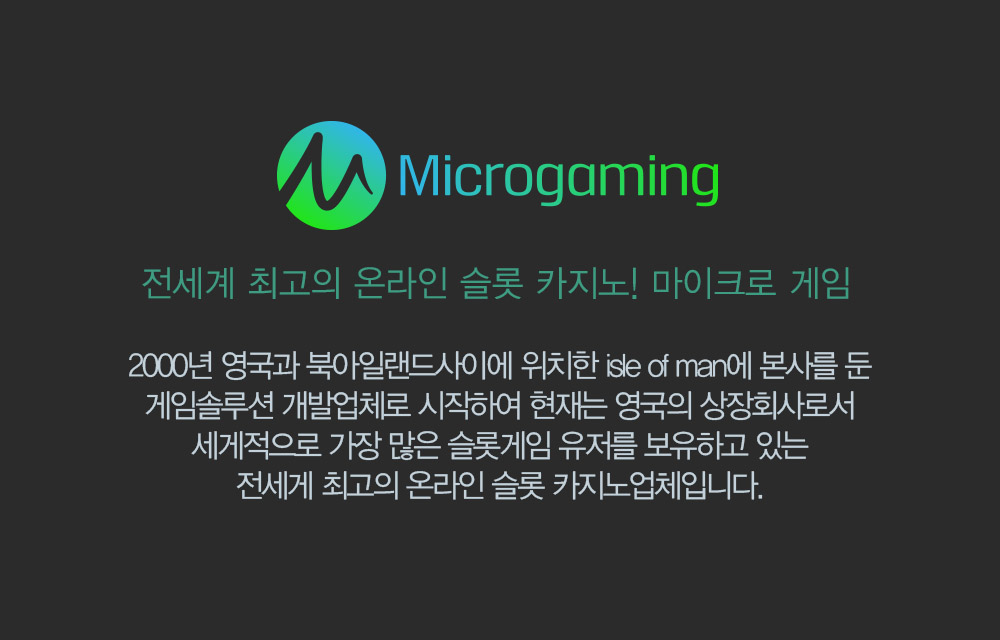 Microgaming
전세계 최고의 온라인 슬롯 카지노! 마이크로 게임
2000년 영국과 북아일랜드사이에 위치한 isle of man에 본사를 둔
게임솔루션 개발업체로 시작하여 현재는 영국의 상장회사로서
세게적으로 가장 많은 슬롯게임 유저를 보유하고 있는
전세게 최고의 온라인 슬롯 카지노업체입니다.